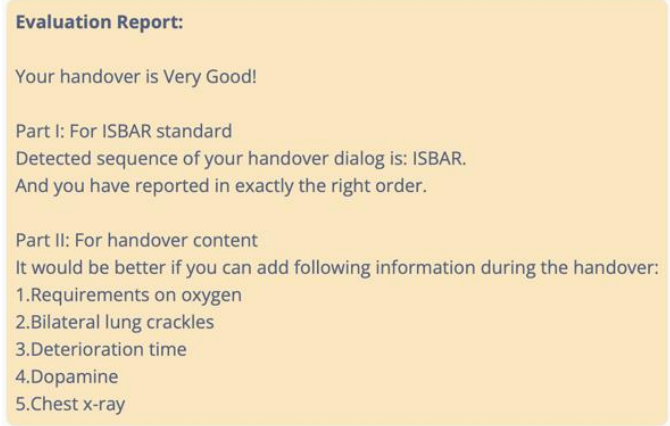 Evaluation Report:
Your handover is Very Good!
Part I: For ISBAR standard
Detected sequence of your handover dialog is: ISBAR.
And you have reported in exactly the right order.
Part II: For handover content
It would be better if you can add following information during the handover:
1.Requirements on oxygen
2.Bilateral lung crackles
3.Deterioration time
4.Dopamine
5.Chest x-ray